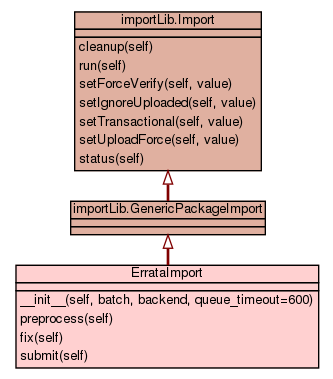 importLib.Import
cleanup(self)
run(self)
setForceVerify(self, value)
setIgnoreUploaded(self, value)
setTransactional(self, value)
setUploadForce(self, value)
status(self)
importLib.GenericPackageImport
ErrataImport
__init__(self, batch, backend, queue_timeout=600)
preprocess(self)
fix(self)
submit(self)